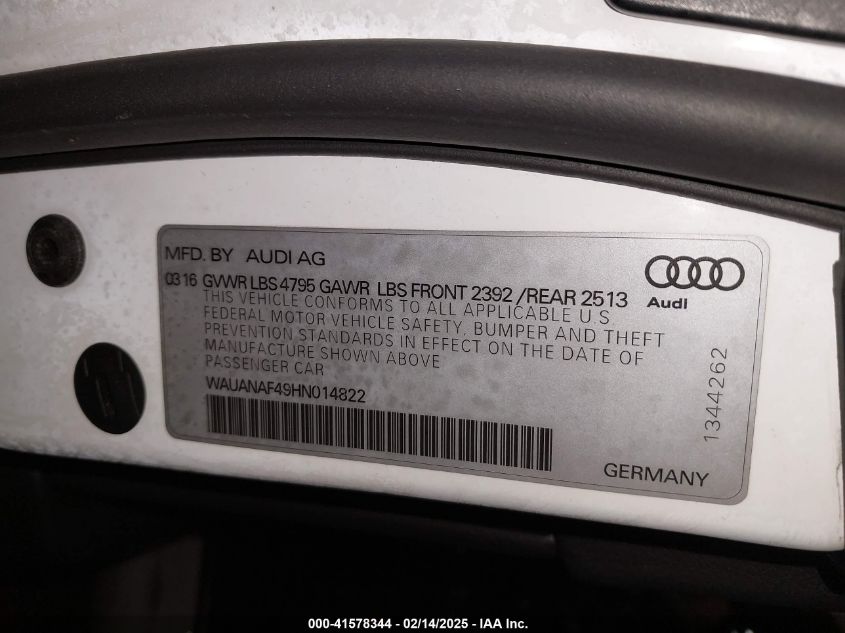 MFD. BY AUDI AG
0316 GVWR LBS 4795 GAWR LBS FRONT 2392 /REAR 2513
THIS VEHICLE CONFORMS TO ALL APPLICABLE U.S
FEDERAL MOTOR VEHICLE SAFETY, BUMPER AND THEFT
PREVENTION STANDARDS IN EFFECT ON THE DATE OF
MANUFACTURE SHOWN ABOVE
PASSENGER CAR
WAUANAF49HN014822
Audi
1344262
GERMANY
000-41578344 - 02/14/2025 - IAA Inc.